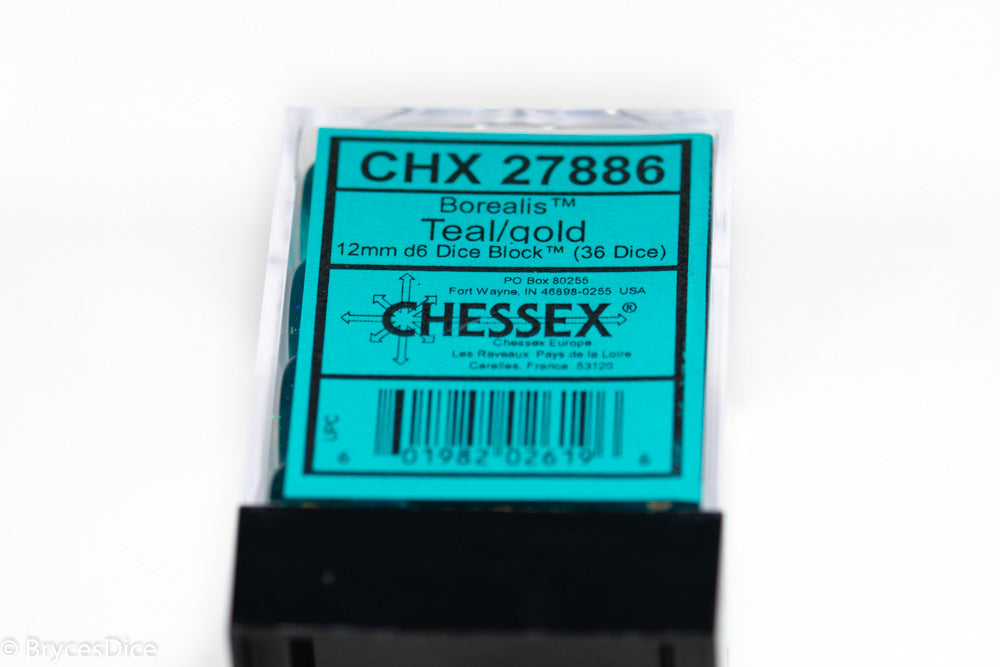 CHX 27886
Borealis™
Teal/gold
12mm d6 Dice Block™ (36 Dice)
PO Box 80255
Fort Wayne, IN 46898-0255 USA
CHESSEX®
Chessex Europe
Les Raveaux Pays de la Loire
Carelles, France 53120
UPC
6 01982 02619 6
© BrycesDice